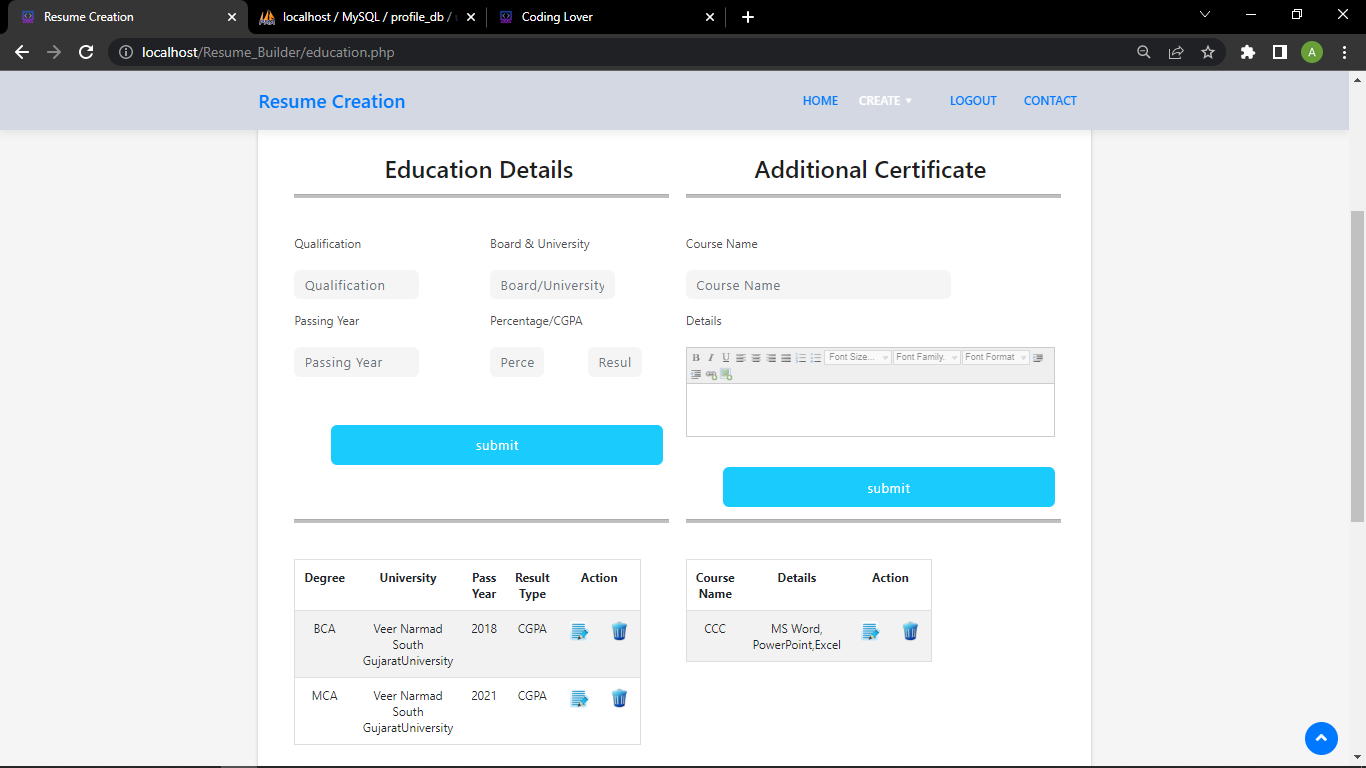 Resume Creation
localhost / MySQL / profile_db /
Coding Lover
localhost/Resume_Builder/education.php
A
Resume Creation
HOME
CREATE
LOGOUT
CONTACT
Education Details
Qualification
Board & University
Qualification
Board/University
Passing Year
Percentage/CGPA
Passing Year
Perce
Resul
submit
Additional Certificate
Course Name
Course Name
Details
B I U
Font Size...
Font Family.
Font Format
submit
Degree University Pass Year Result Type Action
BCA Veer Narmad South GujaratUniversity 2018 CGPA
MCA Veer Narmad South GujaratUniversity 2021 CGPA
Course Name Details Action
CCC MS Word, PowerPoint,Excel